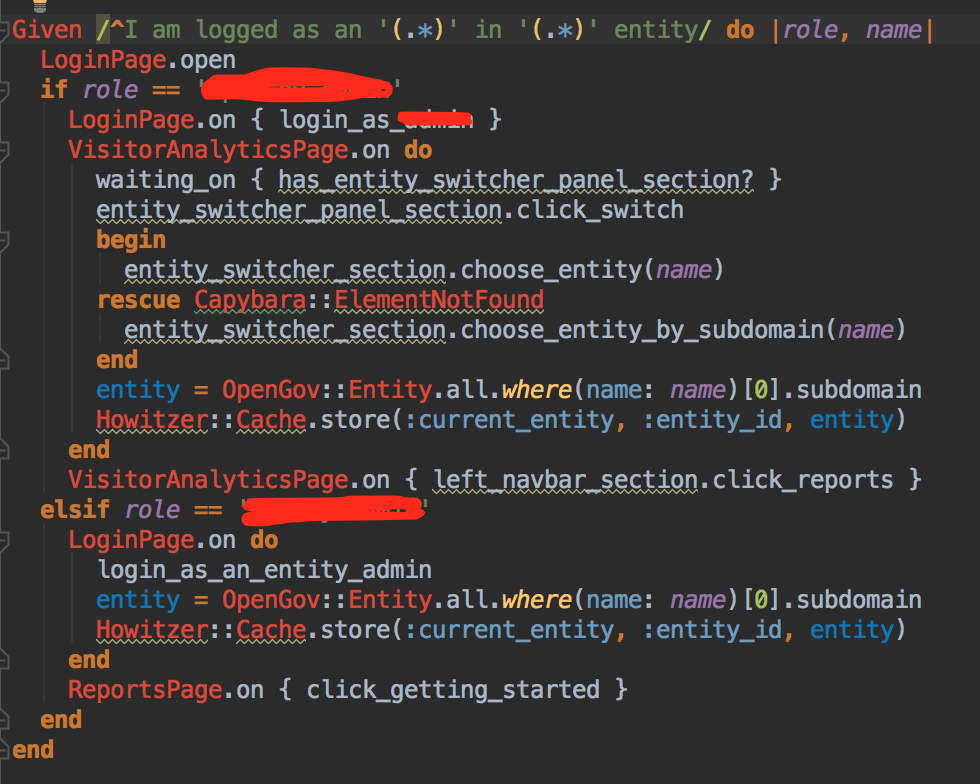 Given /^I am logged as an '(.*)' in '(.*)' entity/ do |role, name|
LoginPage.open
if role == '
LoginPage.on { login_as_ }
VisitorAnalyticsPage.on do
waiting_on { has_entity_switcher_panel_section? }
entity_switcher_panel_section.click_switch
begin
entity_switcher_section.choose_entity(name)
rescue Capybara::ElementNotFound
entity_switcher_section.choose_entity_by_subdomain(name)
end
entity = OpenGov::Entity.all.where(name: name)[0].subdomain
Howitzer::Cache.store(:current_entity, :entity_id, entity)
end
VisitorAnalyticsPage.on { left_navbar_section.click_reports }
elsif role == '
LoginPage.on do
login_as_an_entity_admin
entity = OpenGov::Entity.all.where(name: name)[0].subdomain
Howitzer::Cache.store(:current_entity, :entity_id, entity)
end
ReportsPage.on { click_getting_started }
end
end